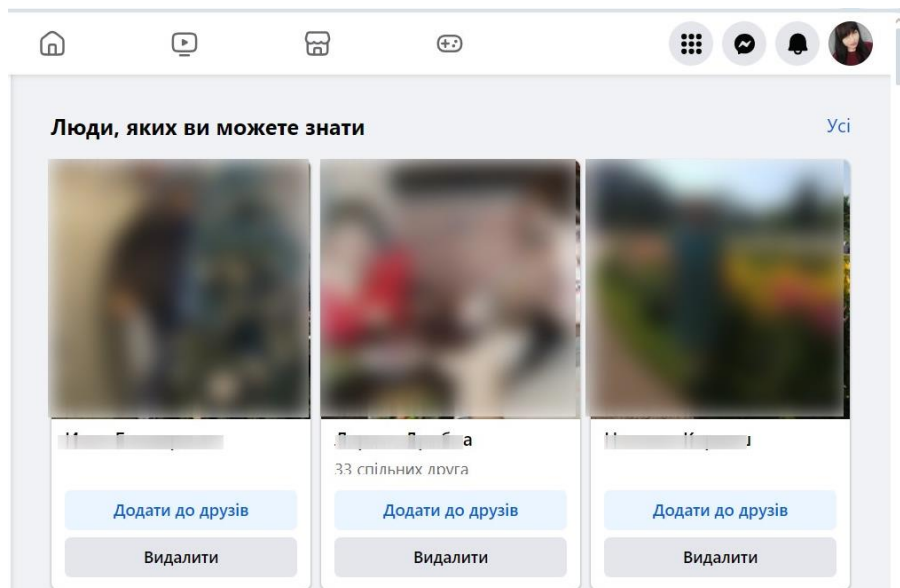 Люди, яких ви можете знати
Усі
33 спільних друга
Додати до друзів
Додати до друзів
Додати до друзів
Видалити
Видалити
Видалити